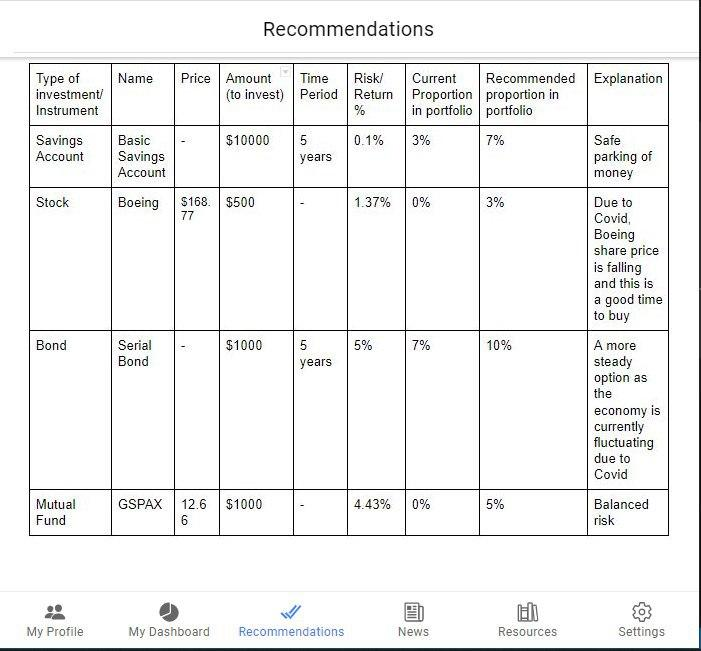 Recommendations
Type of investment/ Instrument
Name
Price
Amount (to invest)
Time Period
Risk/ Return %
Current Proportion in portfolio
Recommended proportion in portfolio
Explanation
Savings Account
Basic Savings Account
-
$10000
5 years
0.1%
3%
7%
Safe parking of money
Stock
Boeing
$168.77
$500
-
1.37%
0%
3%
Due to Covid, Boeing share price is falling and this is a good time to buy
Bond
Serial Bond
-
$1000
5 years
5%
7%
10%
A more steady option as the economy is currently fluctuating due to Covid
Mutual Fund
GSPAX
12.66
$1000
-
4.43%
0%
5%
Balanced risk
My Profile
My Dashboard
Recommendations
News
Resources
Settings